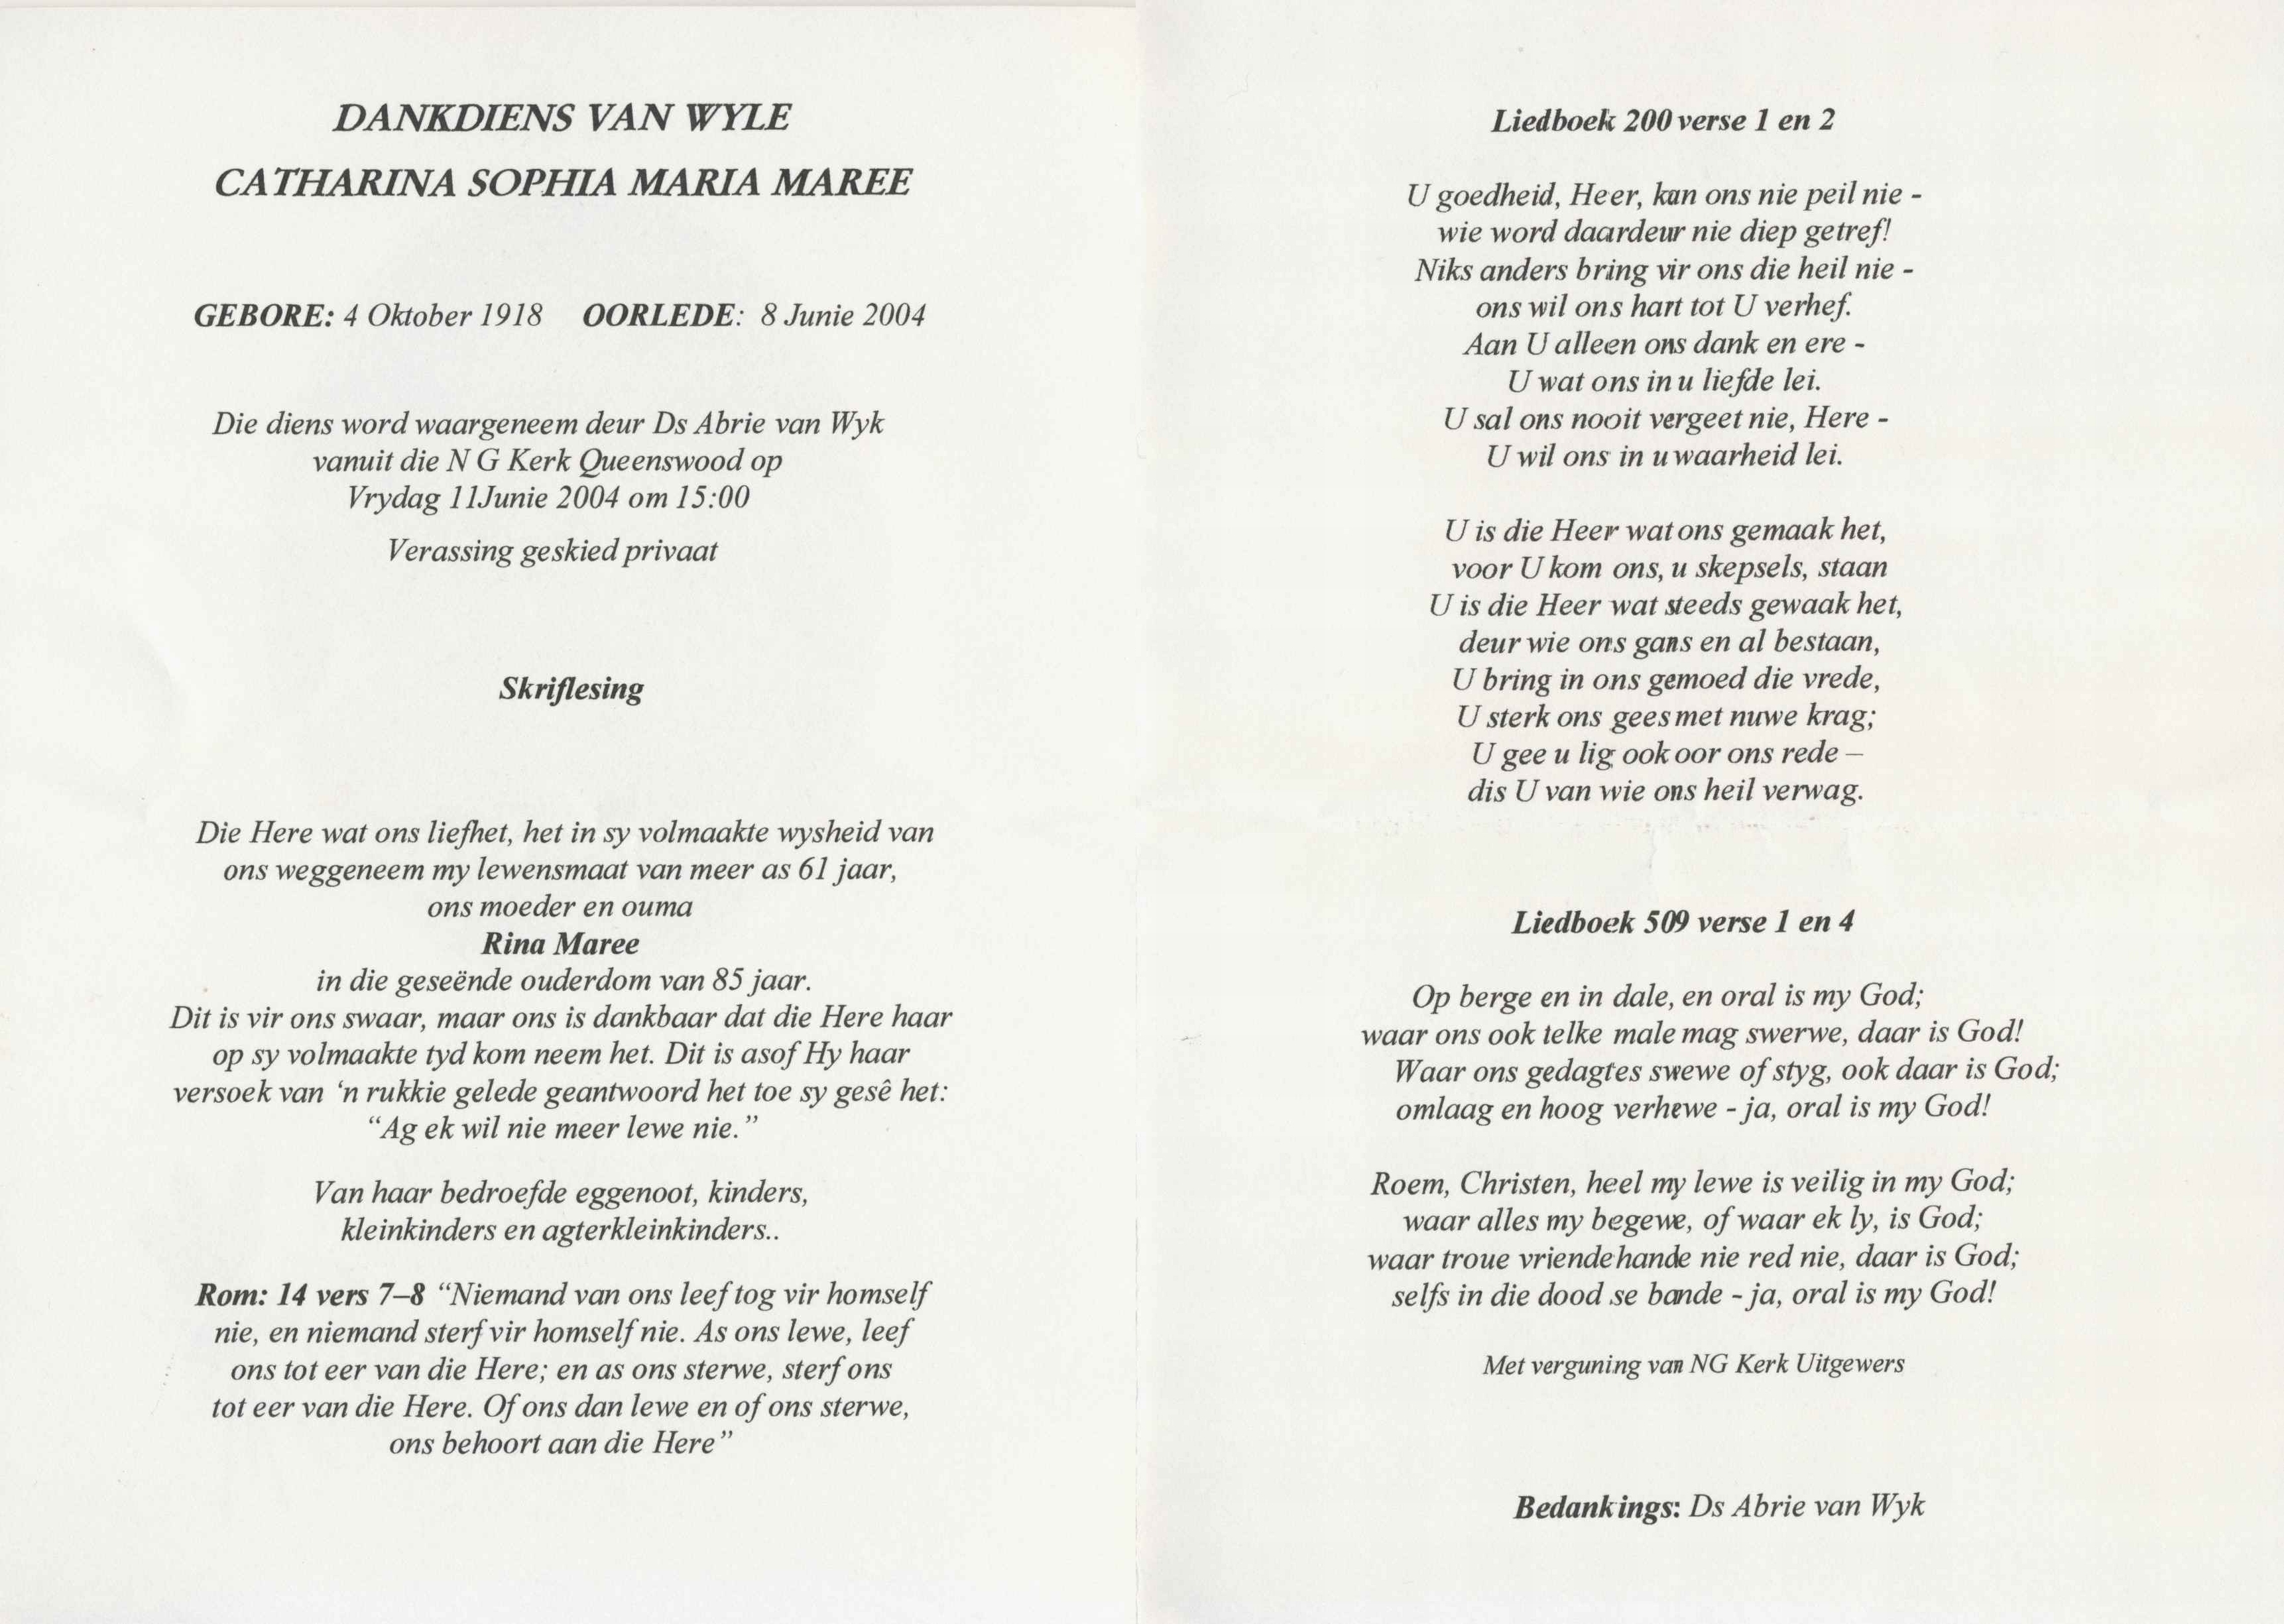 DANKDIENS VAN WYLE
CATHARINA SOPHIA MARIA MAREE
GEBORE: 4 Oktober 1918 OORLEDE: 8 Junie 2004
Die diens word waargeneem deur Ds Abrie van Wyk
vanuit die N G Kerk Queenswood op
Vrydag 11Junie 2004 om 15:00
Verassing geskied privaat
Skriflesing
Die Here wat ons liefhet, het in sy volmaakte wysheid van
ons weggeneem my lewensmaat van meer as 61 jaar,
ons moeder en ouma
Rina Maree
in die geseënde ouderdom van 85 jaar.
Dit is vir ons swaar, maar ons is dankbaar dat die Here haar
op sy volmaakte tyd kom neem het. Dit is asof Hy haar
versoek van ‘n rukkie gelede geantwoord het toe sy gesê het:
“Ag ek wil nie meer lewe nie.”
Van haar bedroefde eggenoot, kinders,
kleinkinders en agterkleinkinders..
Rom: 14 vers 7–8 “Niemand van ons leef tog vir homself
nie, en niemand sterf vir homself nie. As ons lewe, leef
ons tot eer van die Here; en as ons sterwe, sterf ons
tot eer van die Here. Of ons dan lewe en of ons sterwe,
ons behoort aan die Here”
Liedboek 200 verse 1 en 2
U goedheid, Heer, kan ons nie peil nie -
wie word daardeur nie diep getref!
Niks anders bring vir ons die heil nie -
ons wil ons hart tot U verhef.
Aan U alleen ons dank en ere -
U wat ons in u liefde lei.
U sal ons nooit vergeet nie, Here -
U wil ons in u waarheid lei.
U is die Heer wat ons gemaak het,
voor U kom ons, u skepsels, staan
U is die Heer wat steeds gewaak het,
deur wie ons gans en al bestaan,
U bring in ons gemoed die vrede,
U sterk ons gees met nuwe krag;
U gee u lig ook oor ons rede –
dis U van wie ons heil verwag.
Liedboek 509 verse 1 en 4
Op berge en in dale, en oral is my God;
waar ons ook telke male mag swerwe, daar is God!
Waar ons gedagtes swewe of styg, ook daar is God;
omlaag en hoog verhewe - ja, oral is my God!
Roem, Christen, heel my lewe is veilig in my God;
waar alles my begewe, of waar ek ly, is God;
waar troue vriendehande nie red nie, daar is God;
selfs in die dood se bande - ja, oral is my God!
Met verguning van NG Kerk Uitgewers
Bedankings: Ds Abrie van Wyk